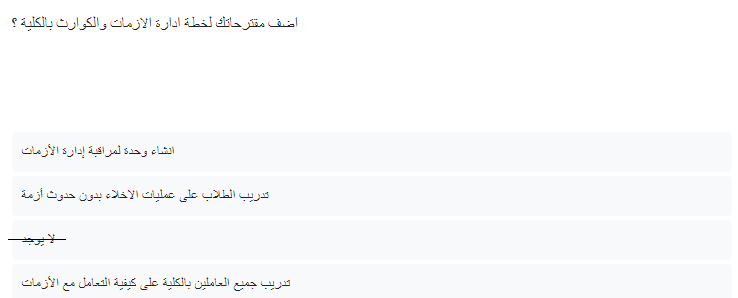 اضف مقترحاتك لخطة ادارة الازمات والكوارث بالكلية ؟
انشاء وحدة لمراقبة إدارة الأزمات
تدريب الطلاب على عمليات الاخلاء بدون حدوث أزمة
لا يوجد
تدريب جميع العاملين بالكلية على كيفية التعامل مع الأزمات